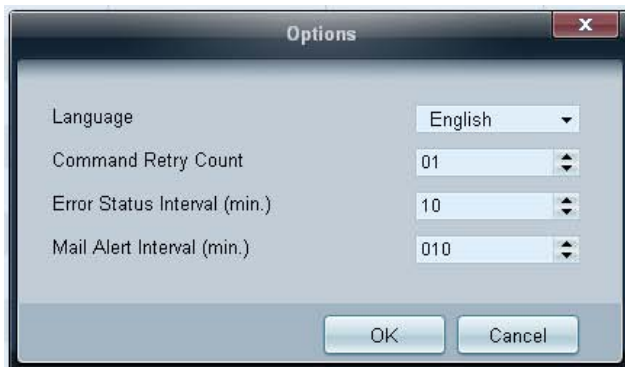 Options
x
Language English
Command Retry Count 01
Error Status Interval (min.) 10
Mail Alert Interval (min.) 010
OK Cancel